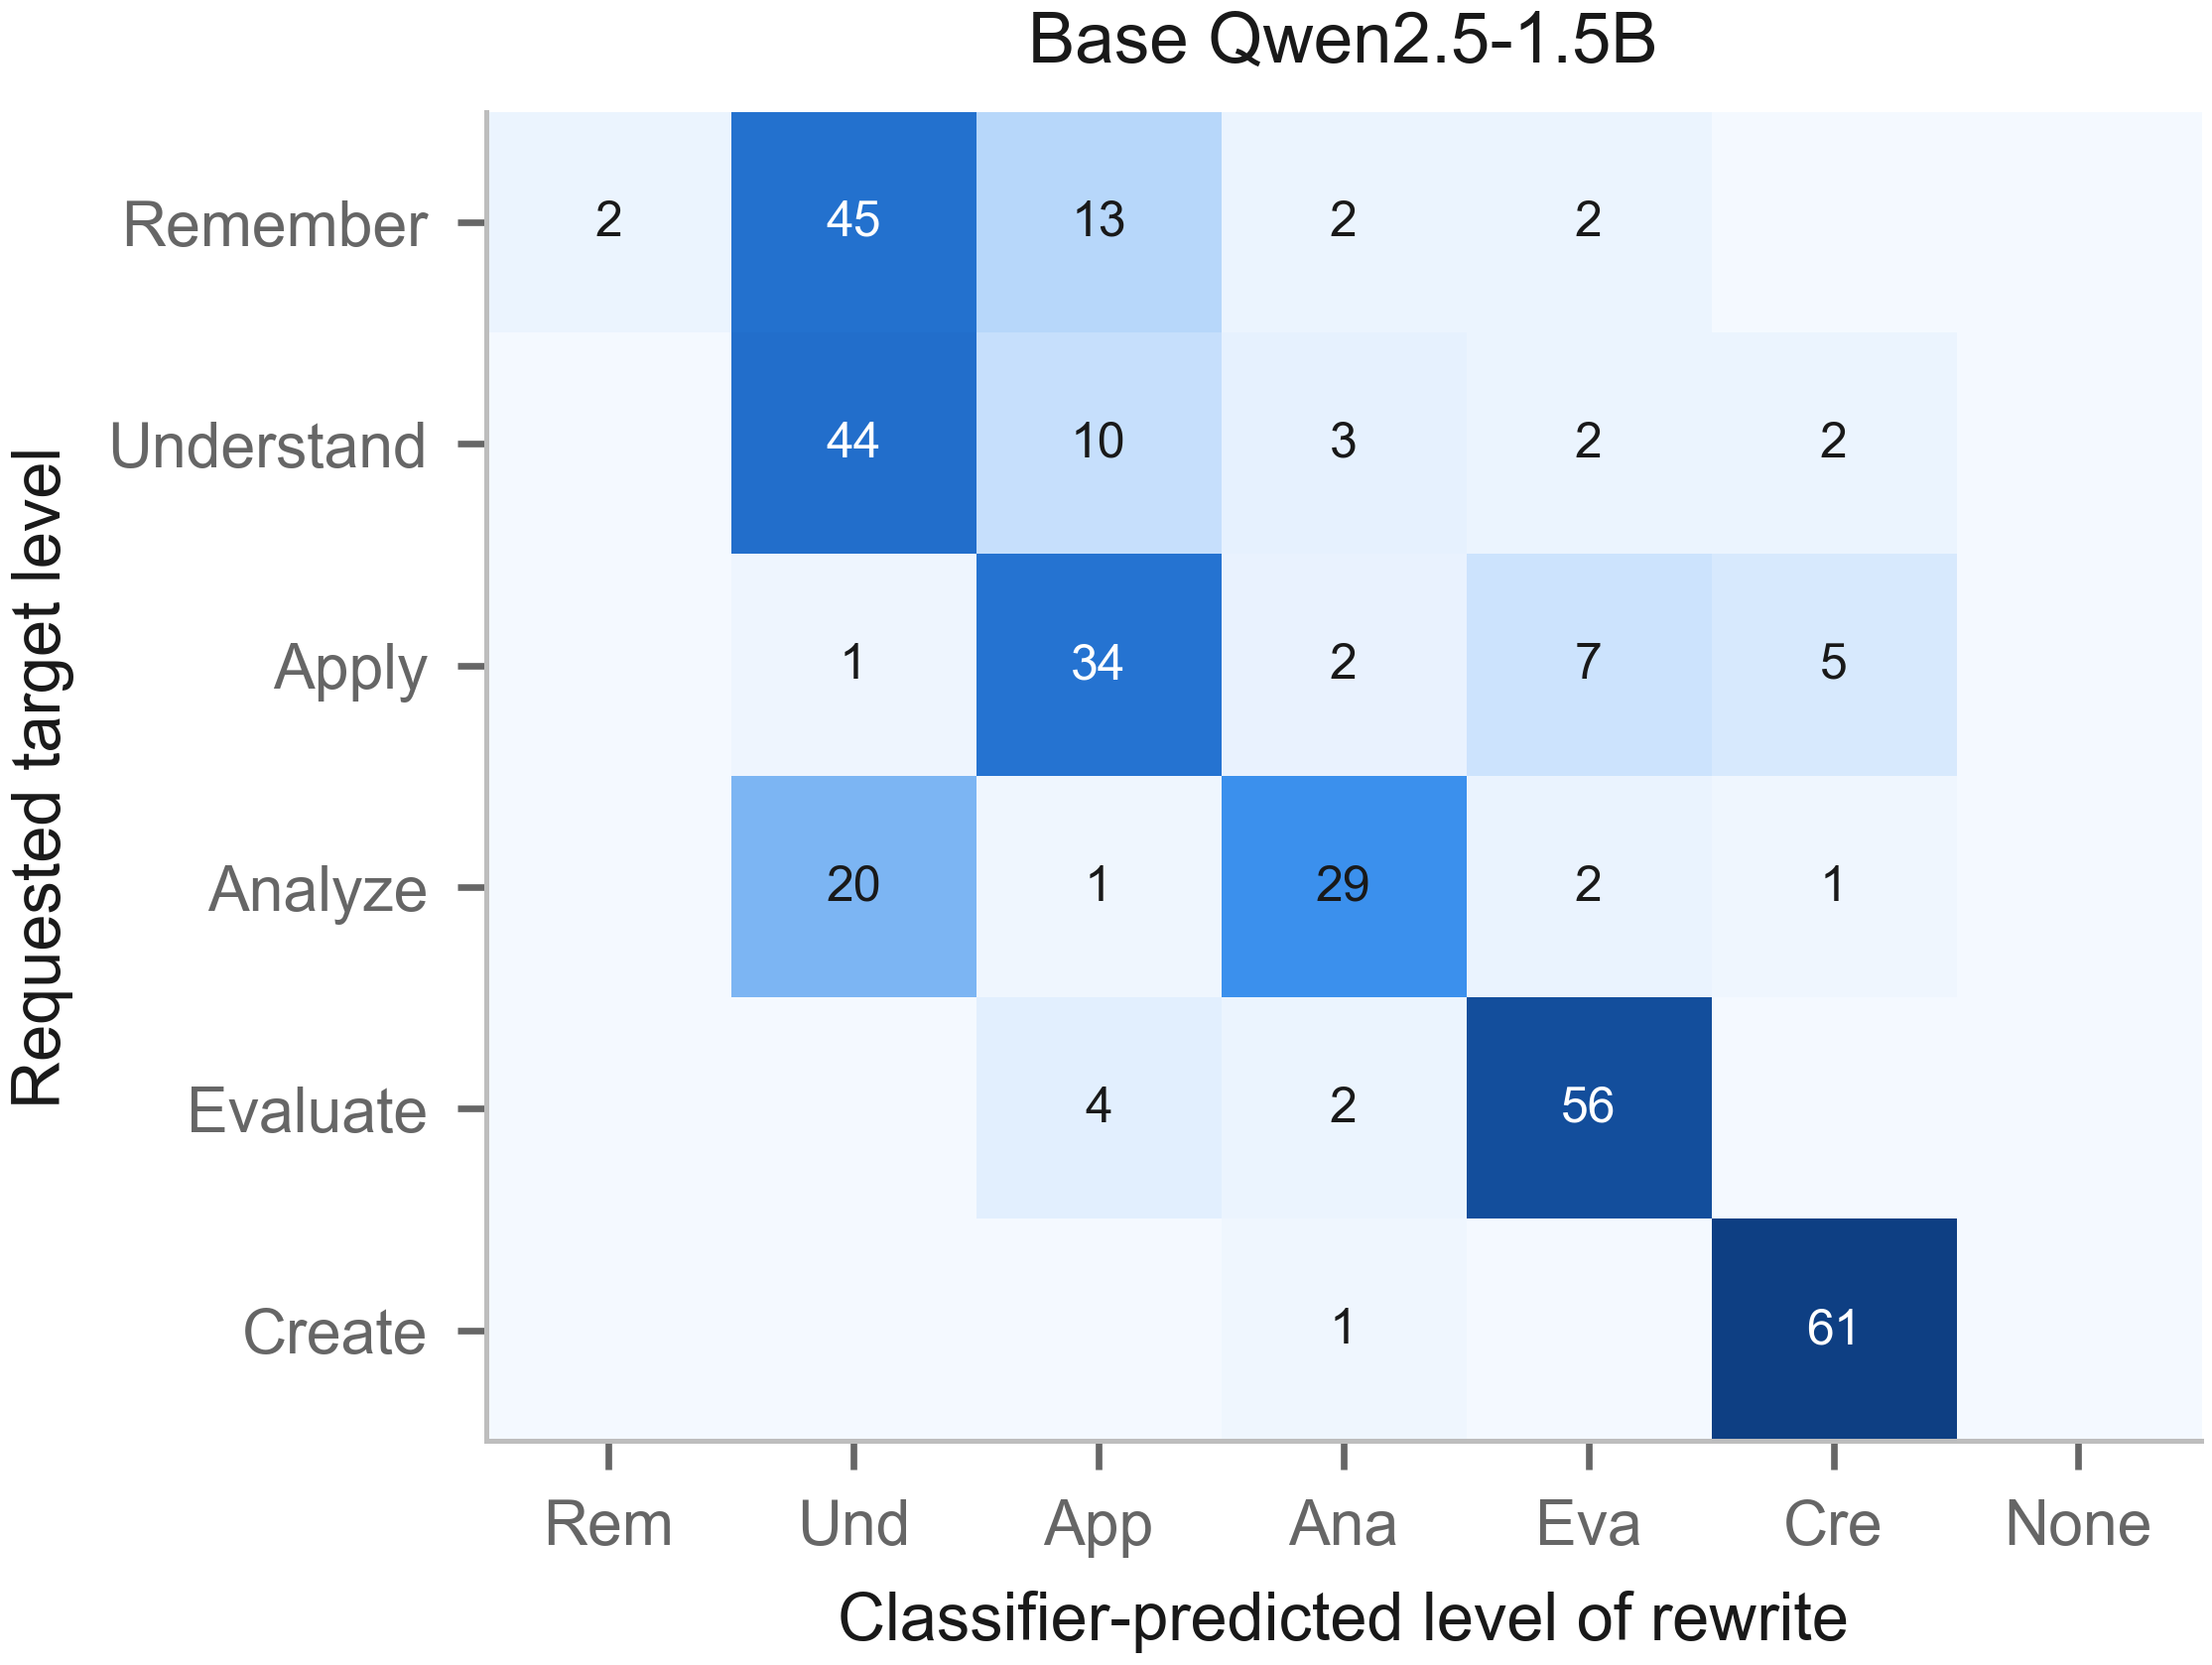 Base Qwen2.5-1.5B
Requested target level
Remember 2 45 13 2 2
Understand 44 10 3 2 2
Apply 1 34 2 7 5
Analyze 20 1 29 2 1
Evaluate 4 2 56
Create 1 61
Rem Und App Ana Eva Cre None
Classifier-predicted level of rewrite